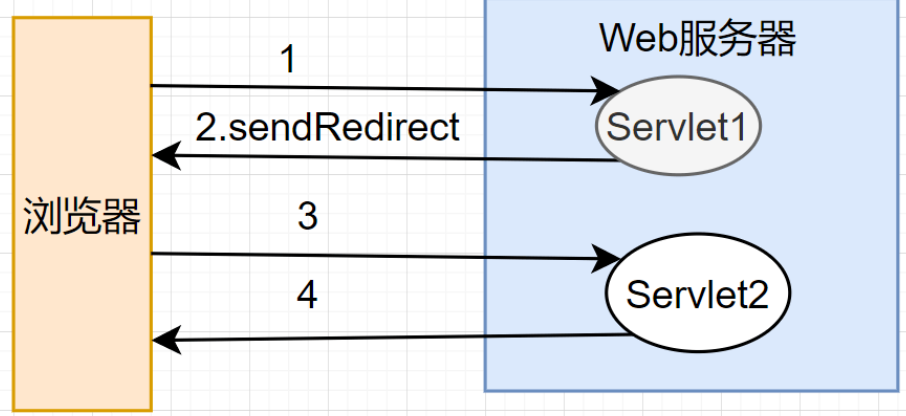 Web服务器
1
2.sendRedirect
Servlet1
浏览器
3
4
Servlet2